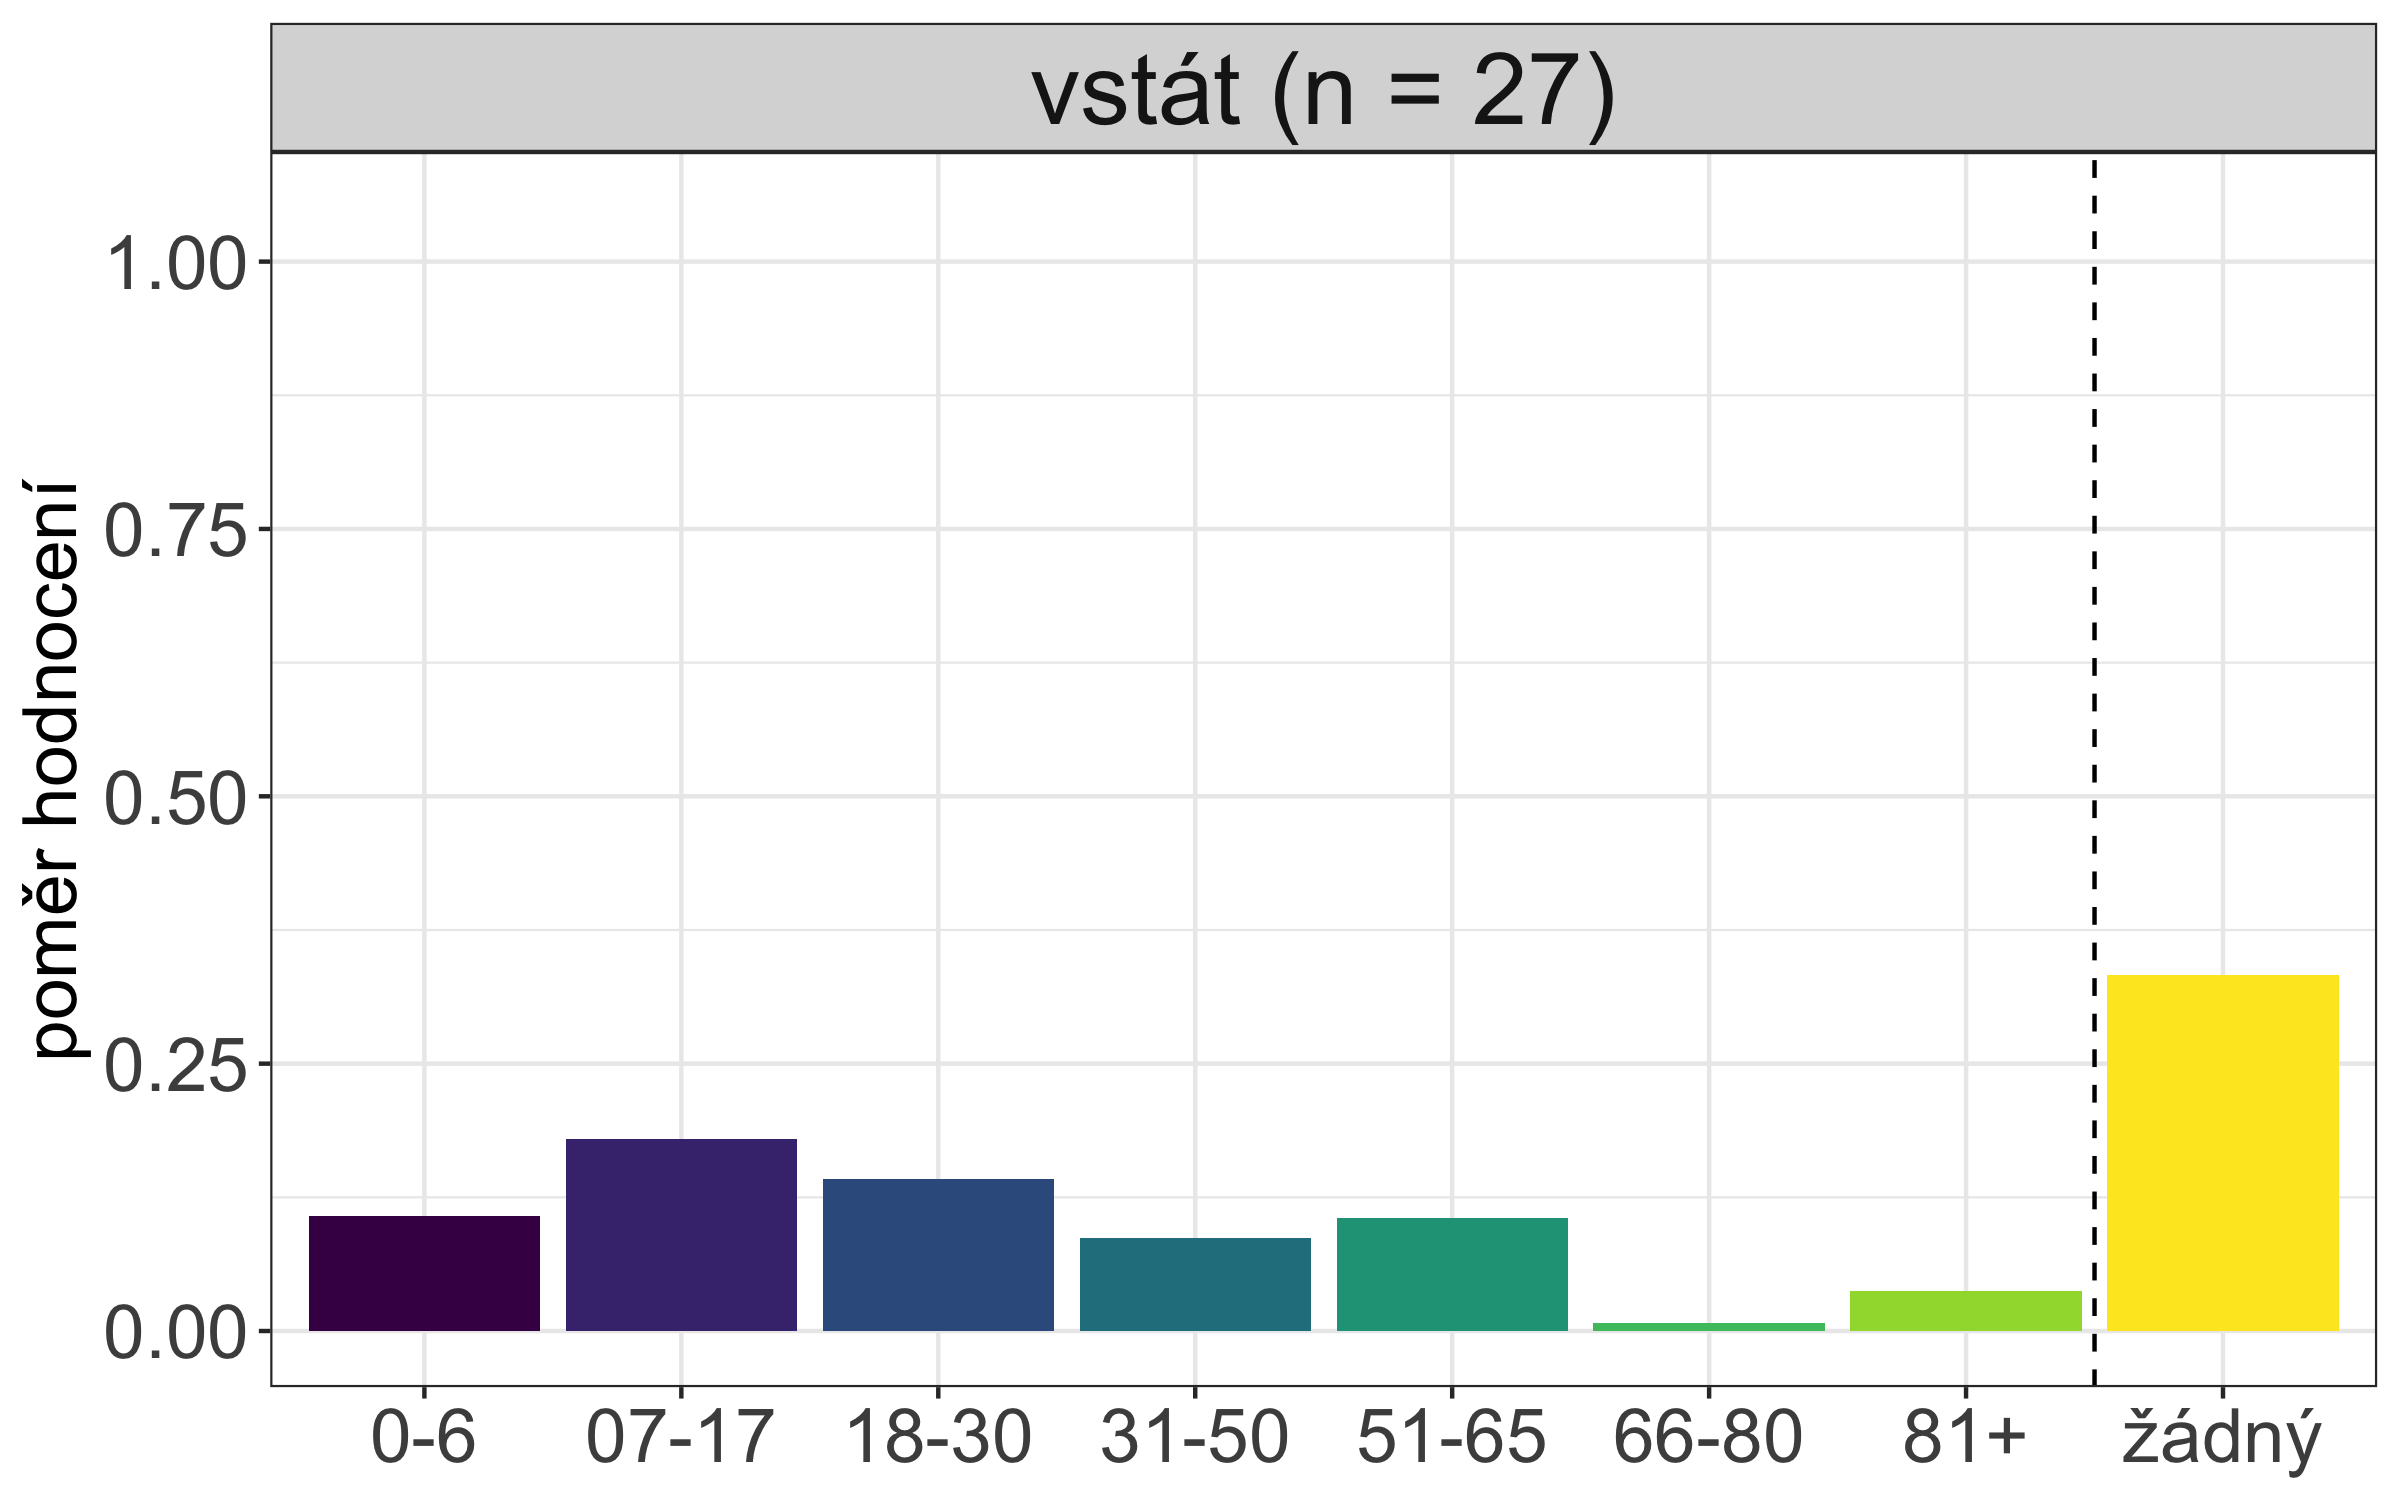 vstát (n = 27)
poměr hodnocení
1.00
0.75
0.50
0.25
0.00
0-6 07-17 18-30 31-50 51-65 66-80 81+ žádný